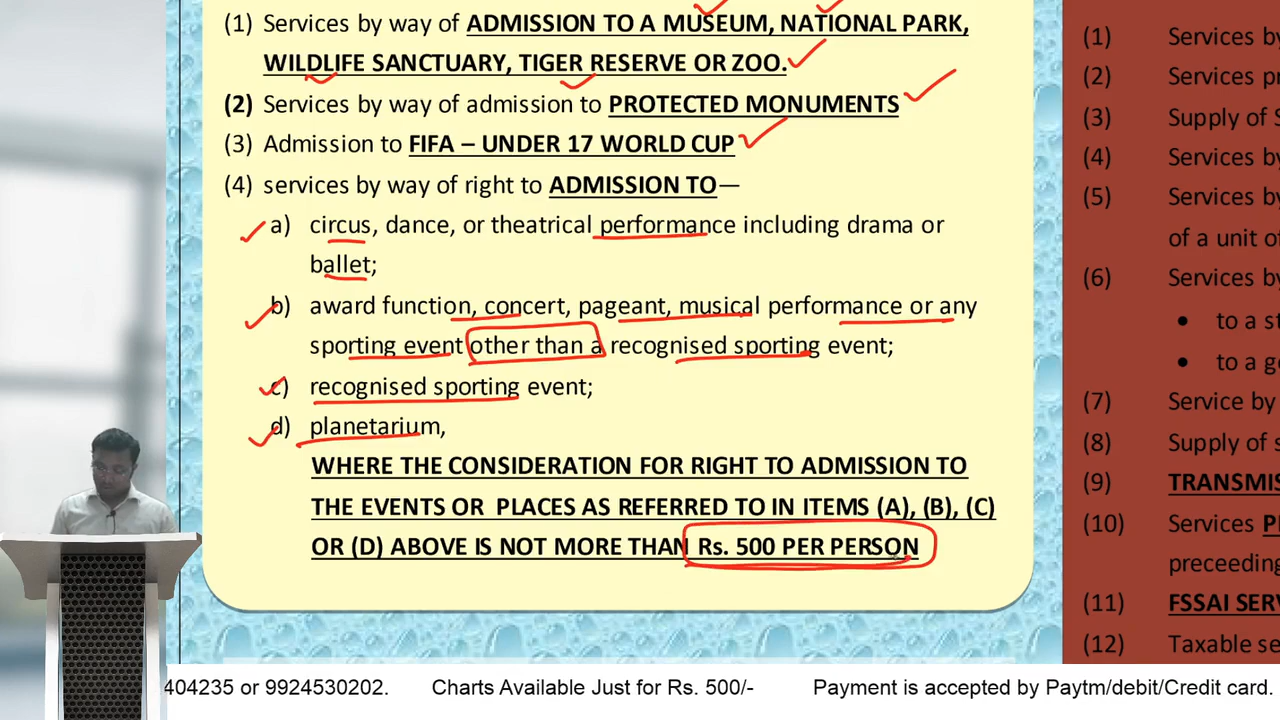 (1) Services by way of ADMISSION TO A MUSEUM, NATIONAL PARK,
WILDLIFE SANCTUARY, TIGER RESERVE OR ZOO.
(2) Services by way of admission to PROTECTED MONUMENTS
(3) Admission to FIFA – UNDER 17 WORLD CUP
(4) services by way of right to ADMISSION TO—
a) circus, dance, or theatrical performance including drama or
ballet;
b) award function, concert, pageant, musical performance or any
sporting event other than a recognised sporting event;
c) recognised sporting event;
d) planetarium,
WHERE THE CONSIDERATION FOR RIGHT TO ADMISSION TO
THE EVENTS OR PLACES AS REFERRED TO IN ITEMS (A), (B), (C)
OR (D) ABOVE IS NOT MORE THAN Rs. 500 PER PERSON
(1) Services by
(2) Services
(3) Supply of
(4) Services by
(5) Services by
of a unit of
(6) Services by
• to a
• to a
(7) Service by
(8) Supply of
(9)
(10) Services
(11) FSSAI
(12) Taxable
404235 or 9924530202. Charts Available Just for Rs. 500/- Payment is accepted by Paytm/debit/Credit card.